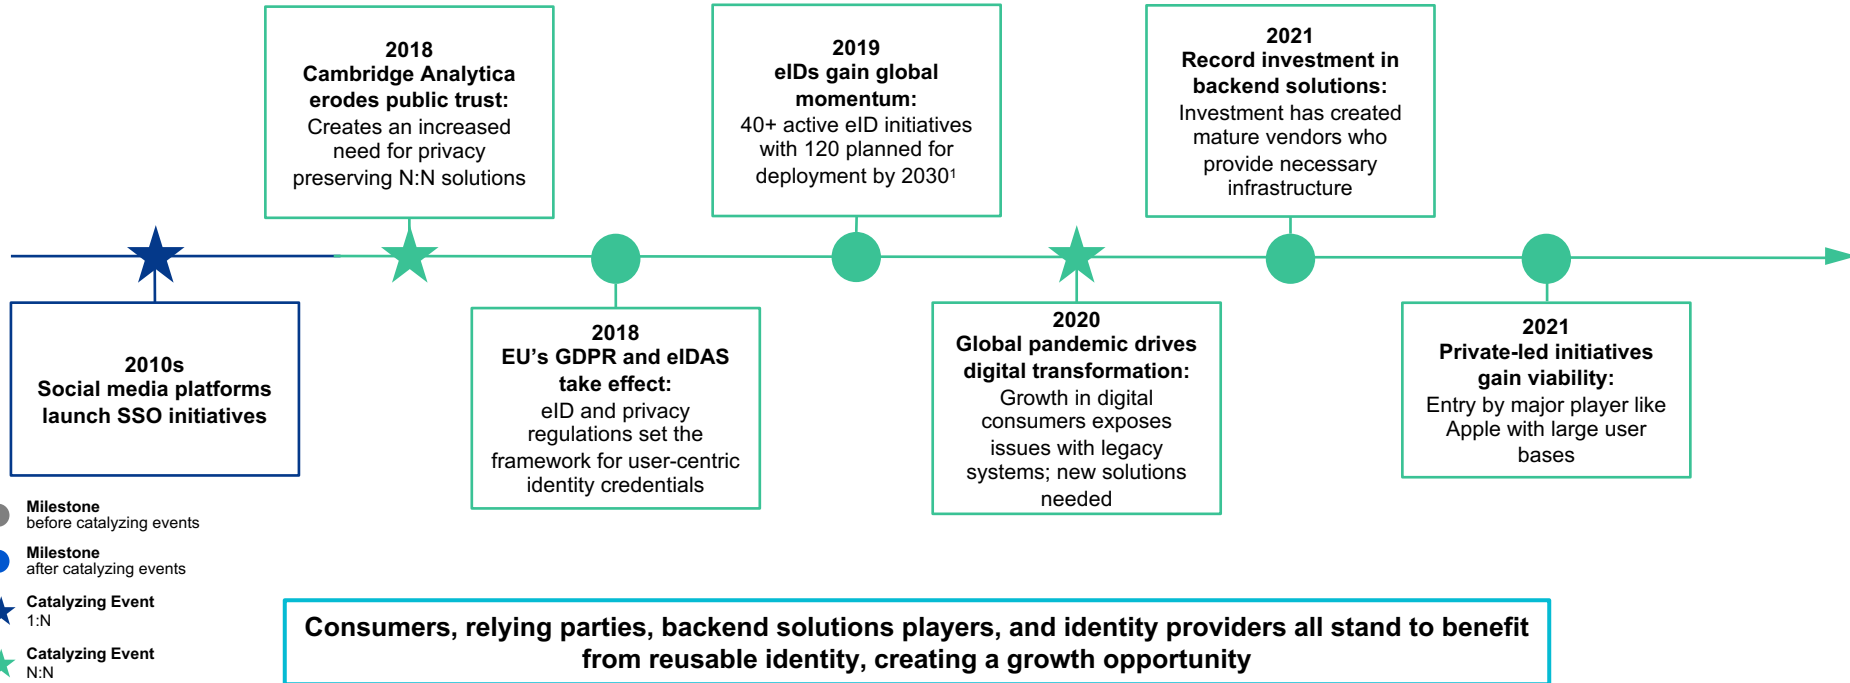 2018
Cambridge Analytica
erodes public trust:
Creates an increased
need for privacy
preserving N:N solutions
2019
eIDs gain global
momentum:
40+ active eID initiatives
with 120 planned for
deployment by 2030¹
2021
Record investment in
backend solutions:
Investment has created
mature vendors who
provide necessary
infrastructure
2010s
Social media platforms
launch SSO initiatives
2018
EU's GDPR and eIDAS
take effect:
eID and privacy
regulations set the
framework for user-centric
identity credentials
2020
Global pandemic drives
digital transformation:
Growth in digital
consumers exposes
issues with legacy
systems; new solutions
needed
2021
Private-led initiatives
gain viability:
Entry by major player like
Apple with large user
bases
Milestone
before catalyzing events
Milestone
after catalyzing events
Catalyzing Event
1:N
Catalyzing Event
N:N
Consumers, relying parties, backend solutions players, and identity providers all stand to benefit
from reusable identity, creating a growth opportunity